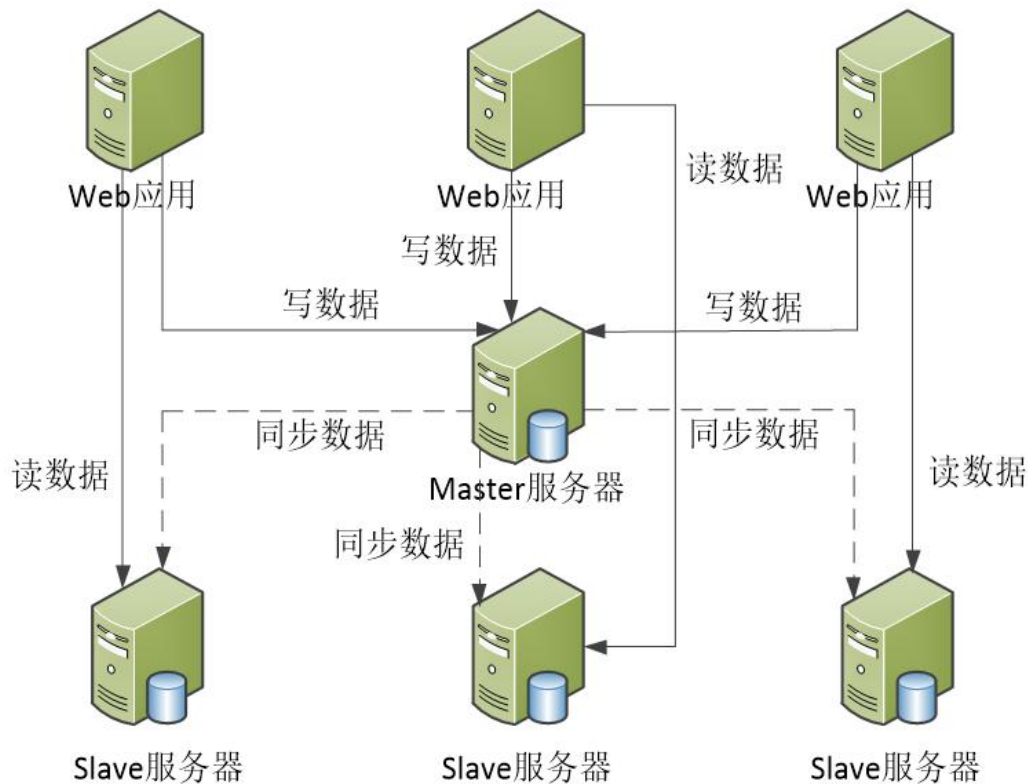 Web应用
Web应用
Web应用
读数据
写数据
写数据
写数据
同步数据
同步数据
读数据
Master服务器
读数据
同步数据
Slave服务器
Slave服务器
Slave服务器